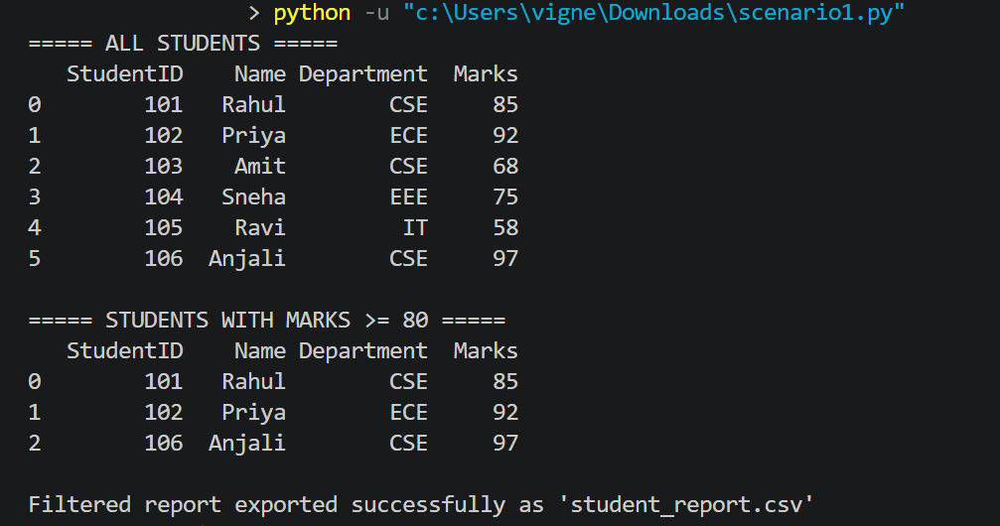 > python -u "c:\Users\vigne\Downloads\scenario1.py"
===== ALL STUDENTS =====
   StudentID    Name Department  Marks
0        101   Rahul        CSE     85
1        102   Priya        ECE     92
2        103    Amit        CSE     68
3        104   Sneha        EEE     75
4        105    Ravi         IT     58
5        106  Anjali        CSE     97

===== STUDENTS WITH MARKS >= 80 =====
   StudentID    Name Department  Marks
0        101   Rahul        CSE     85
1        102   Priya        ECE     92
2        106  Anjali        CSE     97

Filtered report exported successfully as 'student_report.csv'